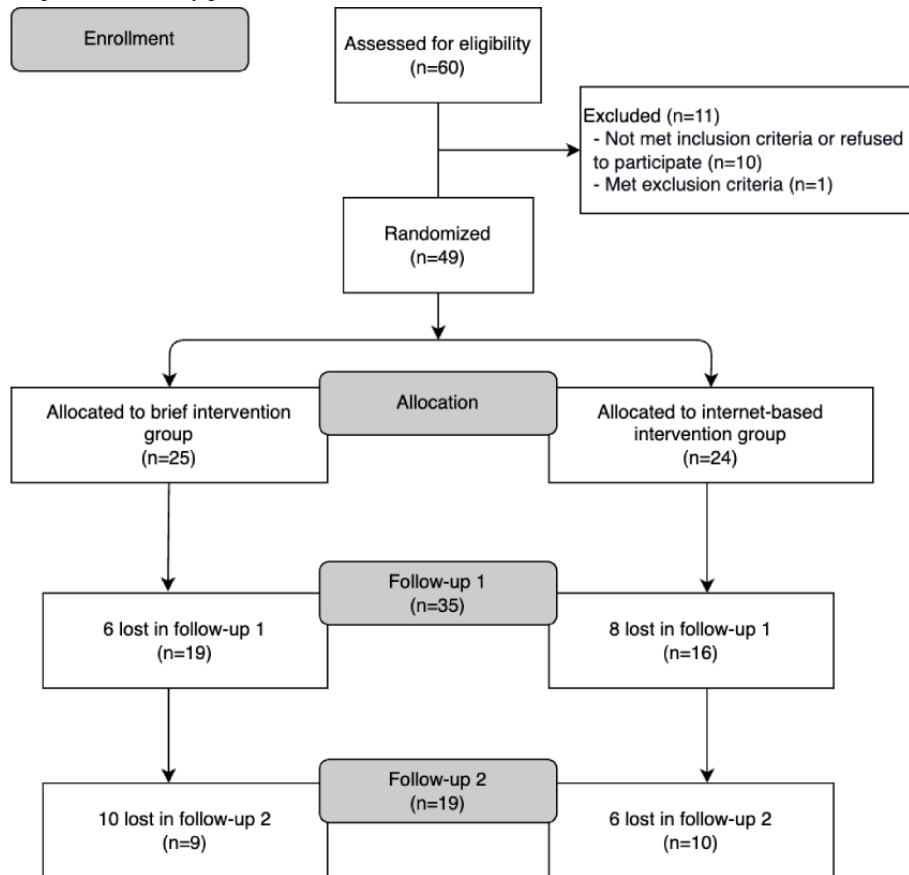 Enrollment
Assessed for eligibility
(n=60)
Excluded (n=11)
- Not met inclusion criteria or refused
to participate (n=10)
- Met exclusion criteria (n=1)
Randomized
(n=49)
Allocated to brief intervention
group
(n=25)
Allocation
Allocated to internet-based
intervention group
(n=24)
Follow-up 1
(n=35)
6 lost in follow-up 1
(n=19)
8 lost in follow-up 1
(n=16)
Follow-up 2
(n=19)
10 lost in follow-up 2
(n=9)
6 lost in follow-up 2
(n=10)